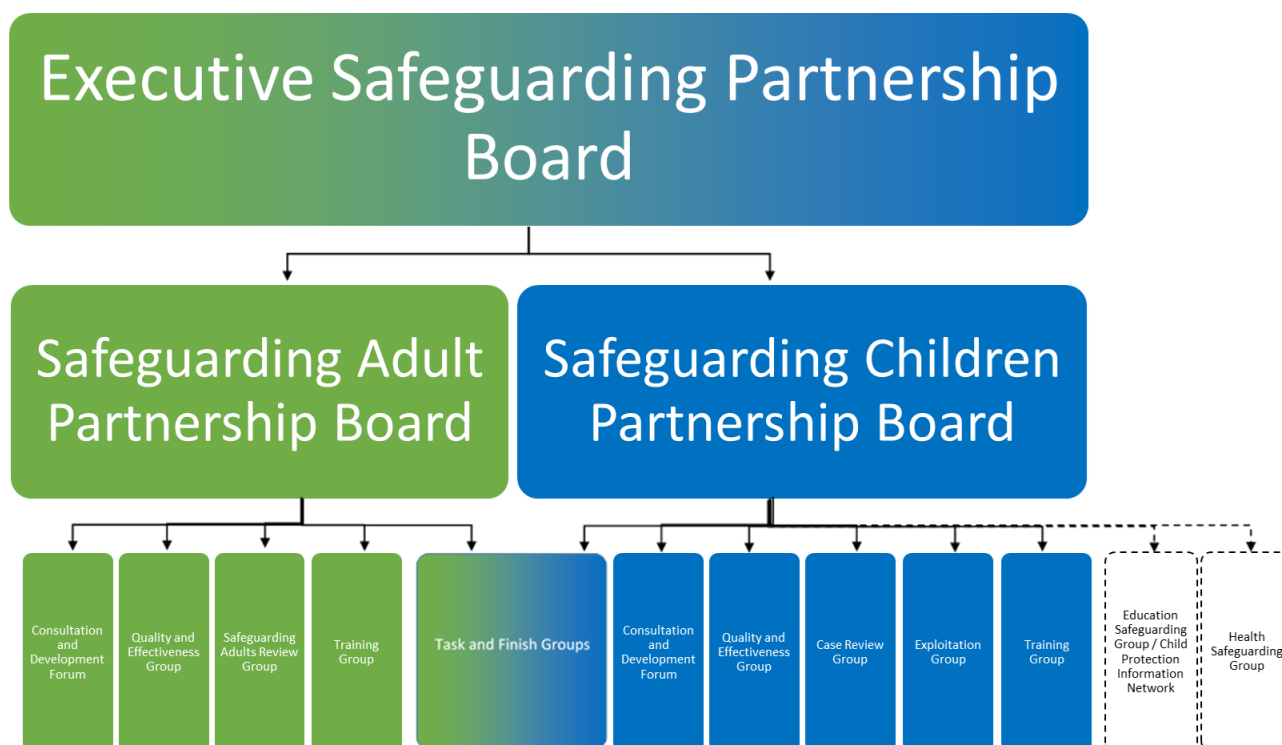 Executive Safeguarding Partnership
Board
Safeguarding Adult
Partnership Board
Safeguarding Children
Partnership Board
Consultation
and
Development
Forum
Quality and
Effectiveness
Group
Safeguarding
Adults Review
Group
Training
Group
Task and Finish Groups
Consultation
and
Development
Forum
Quality and
Effectiveness
Group
Case Review
Group
Exploitation
Group
Training
Group
Education
Safeguarding
Group / Child
Protection
Information
Network
Health
Safeguarding
Group